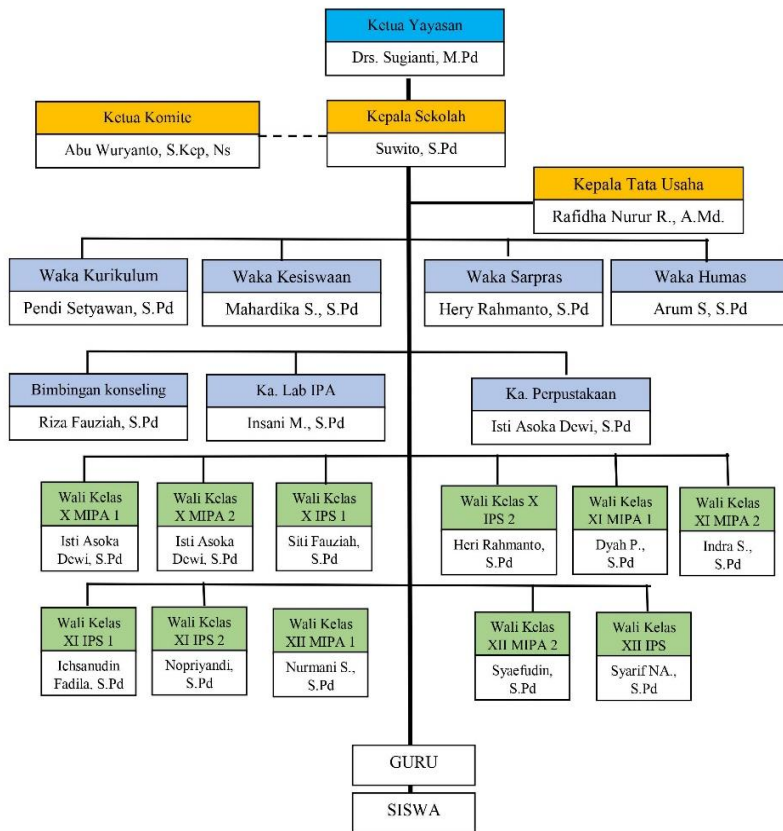 Ketua Yayasan
Drs. Sugianti, M.Pd
Ketua Komite
Abu Wuryanto, S.Kep, Ns
Kepala Sekolah
Suwito, S.Pd
Kepala Tata Usaha
Rafidha Nurur R., A.Md.
Waka Kurikulum
Pendi Setyawan, S.Pd
Waka Kesiswaan
Mahardika S., S.Pd
Waka Sarpras
Hery Rahmanto, S.Pd
Waka Humas
Arum S, S.Pd
Bimbingan konseling
Riza Fauziah, S.Pd
Ka. Lab IPA
Insani M., S.Pd
Ka. Perpustakaan
Isti Asoka Dewi, S.Pd
Wali Kelas
X MIPA 1
Isti Asoka
Dewi, S.Pd
Wali Kelas
X MIPA 2
Isti Asoka
Dewi, S.Pd
Wali Kelas
X IPS 1
Siti Fauziah,
S.Pd
Wali Kelas X
IPS 2
Heri Rahmanto,
S.Pd
Wali Kelas
XI MIPA 1
Dyah P.,
S.Pd
Wali Kelas
XI MIPA 2
Indra S.,
S.Pd
Wali Kelas
XI IPS 1
Ichsanudin
Fadila, S.Pd
Wali Kelas
XI IPS 2
Nopriyandi,
S.Pd
Wali Kelas
XII MIPA 1
Nurmani S.,
S.Pd
Wali Kelas
XII MIPA 2
Syaefudin,
S.Pd
Wali Kelas
XII IPS
Syarif NA.,
S.Pd
GURU
SISWA